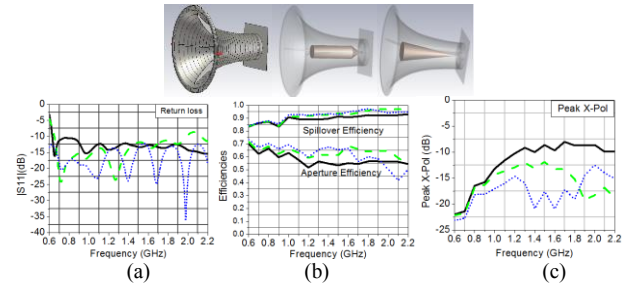 Return loss
|S11|(dB)
0
-5
-10
-15
-20
-25
-30
-35
-40
0.6 0.8 1.0 1.2 1.4 1.6 1.8 2.0 2.2
Frequency (GHz)
(a)
Spillover Efficiency
Aperture Efficiency
Efficiencies
1.0
0.9
0.8
0.7
0.6
0.5
0.4
0.3
0.2
0.1
0.0
0.6 0.8 1.0 1.2 1.4 1.6 1.8 2.0 2.2
Frequency (GHz)
(b)
Peak X-Pol
Peak X-Pol (dB)
0
-5
-10
-15
-20
-25
0.6 0.8 1.0 1.2 1.4 1.6 1.8 2.0 2.2
Frequency (GHz)
(c)